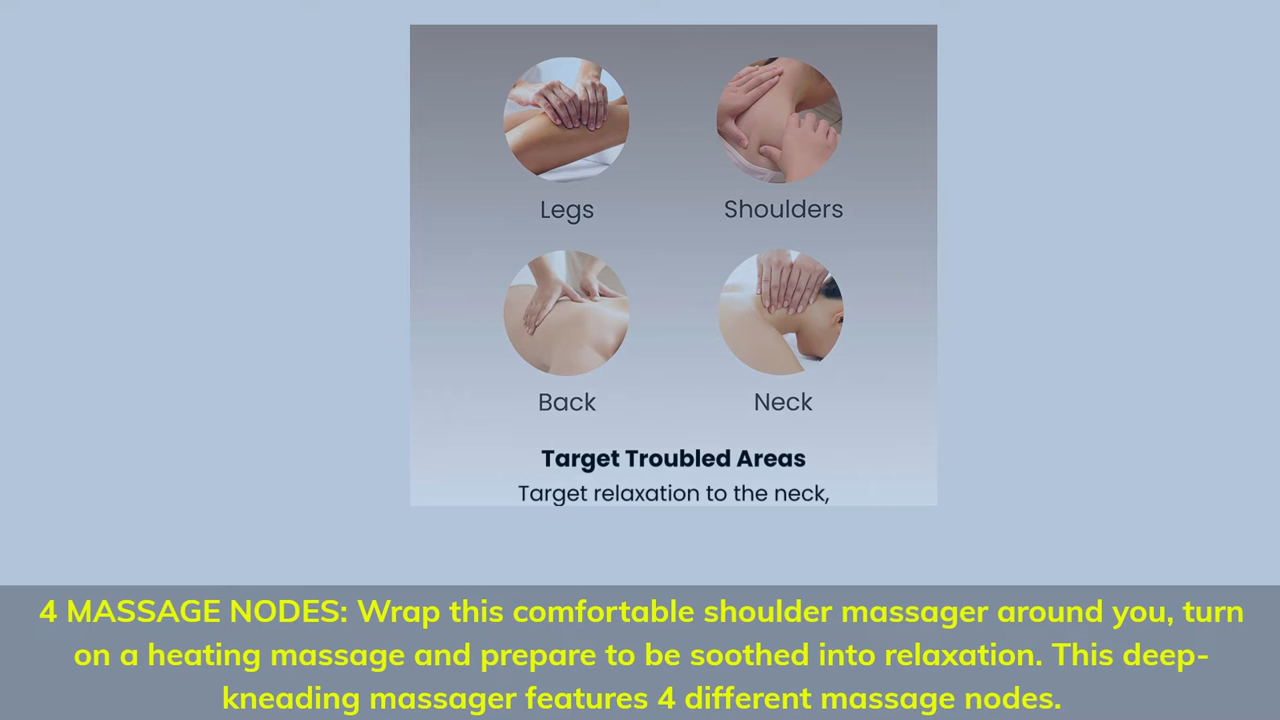 Legs
Shoulders
Back
Neck
Target Troubled Areas
Target relaxation to the neck,
4 MASSAGE NODES: Wrap this comfortable shoulder massager around you, turn
on a heating massage and prepare to be soothed into relaxation. This deep-
kneading massager features 4 different massage nodes.